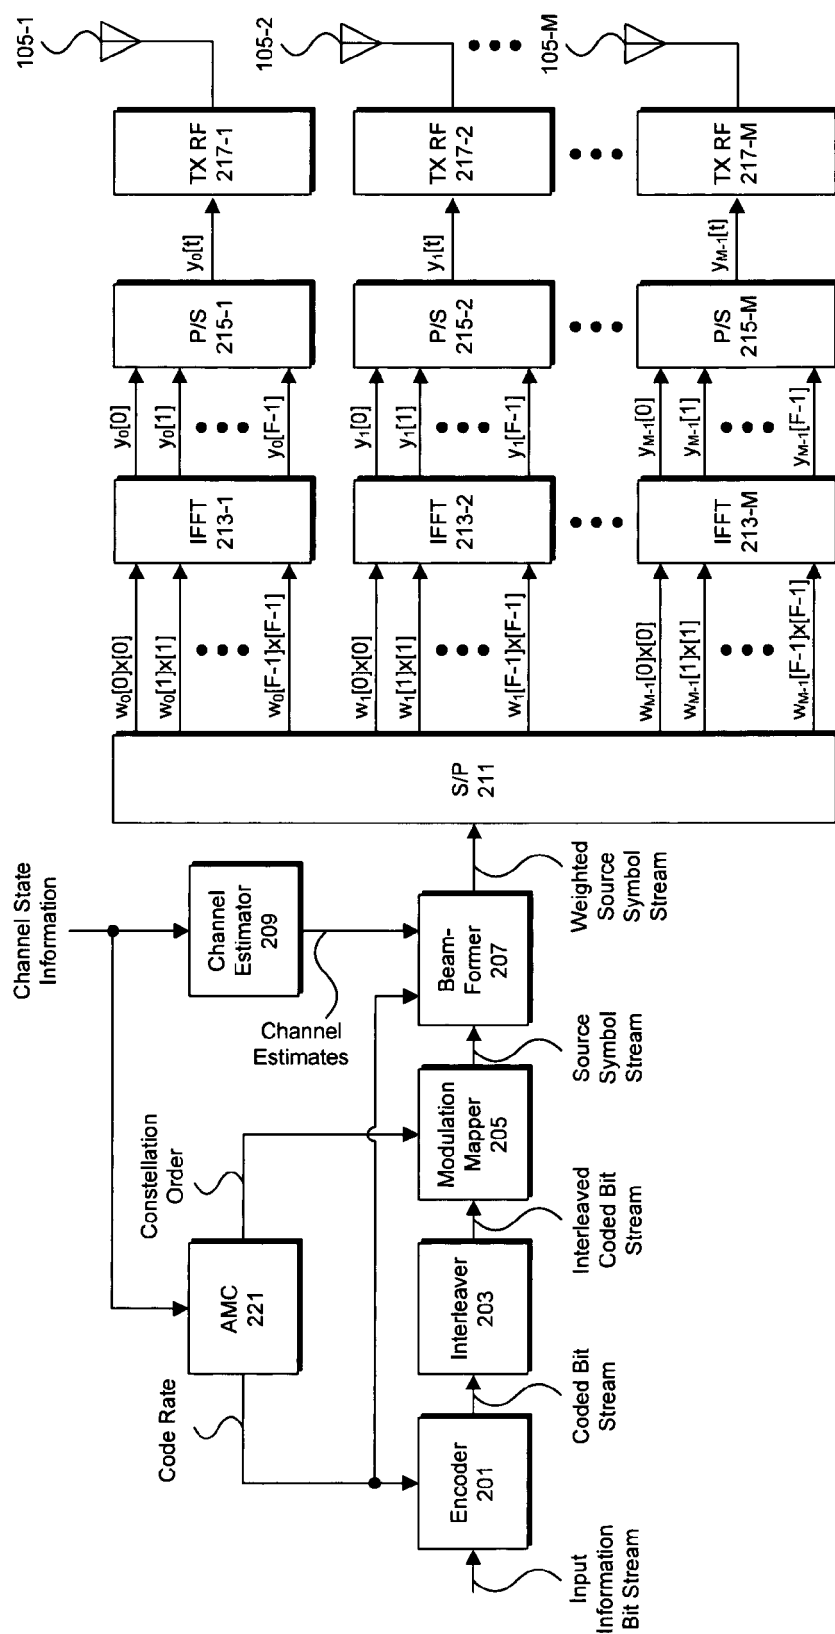 Input
Information
Bit Stream
Encoder
201
Coded Bit
Stream
Interleaver
203
Interleaved
Coded Bit
Stream
Modulation
Mapper
205
Source
Symbol
Stream
Beam-
Former
207
Weighted
Source
Symbol
Stream
Code Rate
AMC
221
Constellation
Order
Channel State
Information
Channel
Estimator
209
Channel
Estimates
S/P
211
w0[0]x[0]
w0[1]x[1]
w0[F-1]x[F-1]
IFFT
213-1
y0[0]
y0[1]
y0[F-1]
P/S
215-1
y0[t]
TX RF
217-1
105-1
w1[0]x[0]
w1[1]x[1]
w1[F-1]x[F-1]
IFFT
213-2
y1[0]
y1[1]
y1[F-1]
P/S
215-2
y1[t]
TX RF
217-2
105-2
wM-1[0]x[0]
wM-1[1]x[1]
wM-1[F-1]x[F-1]
IFFT
213-M
yM-1[0]
yM-1[1]
yM-1[F-1]
P/S
215-M
yM-1[t]
TX RF
217-M
105-M